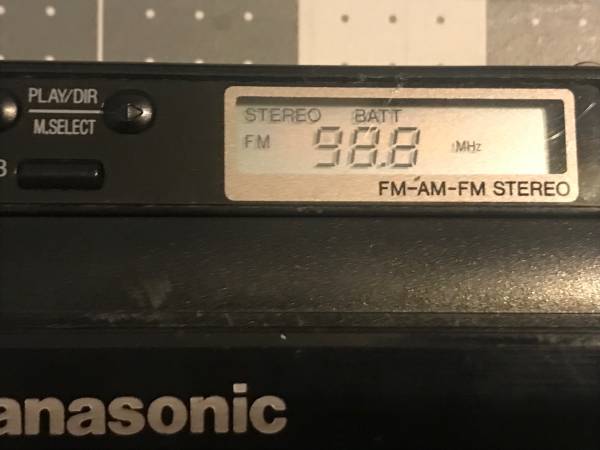 PLAY/DIR
M.SELECT
B
STEREO BATT
FM 98.8 MHz
FM-AM-FM STEREO
anasonic